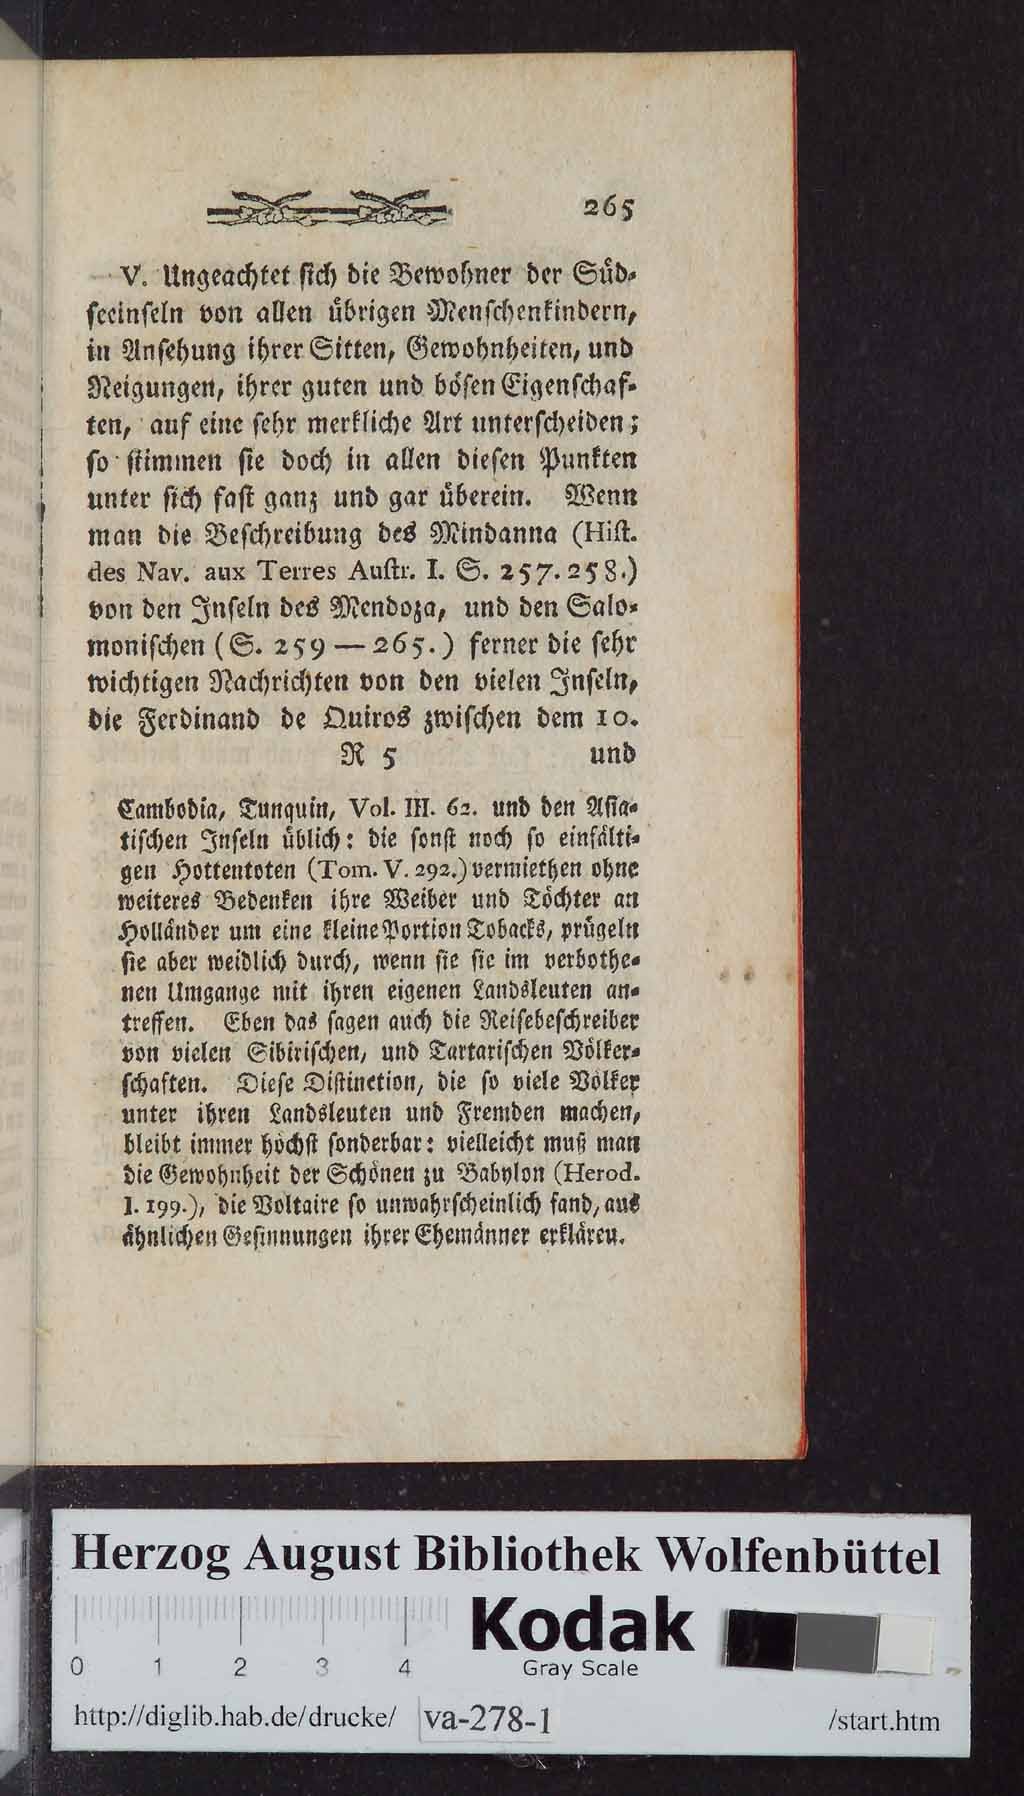 265
V. Ungeachtet sich die Bewohner der Süd-
seeinseln von allen übrigen Menschenkindern,
in Ansehung ihrer Sitten, Gewohnheiten, und
Neigungen, ihrer guten und bösen Eigenschaf-
ten, auf eine sehr merkliche Art unterscheiden;
so stimmen sie doch in allen diesen Punkten
unter sich fast ganz und gar überein. Wenn
man die Beschreibung des Mindanna (Hist.
des Nav. aux Terres Austr. I. S. 257. 258.)
von den Inseln des Mendoza, und den Salo-
monischen (S. 259 — 265.) ferner die sehr
wichtigen Nachrichten von den vielen Inseln,
die Ferdinand de Quiros zwischen dem 10.
R 5 und
Cambodia, Tunquin, Vol. III. 62. und den Asia-
tischen Inseln üblich: die sonst noch so einfälti-
gen Hottentoten (Tom. V. 292.) vermiethen ohne
weiteres Bedenken ihre Weiber und Töchter an
Holländer um eine kleine Portion Tobacks, prügeln
sie aber weidlich durch, wenn sie sie im verbothe-
nen Umgange mit ihren eigenen Landsleuten an-
treffen. Eben das sagen auch die Reisebeschreiber
von vielen Sibirischen, und Tartarischen Völker-
schaften. Diese Distinction, die so viele Völker
unter ihren Landsleuten und Fremden machen,
bleibt immer höchst sonderbar: vielleicht muß man
die Gewohnheit der Schönen zu Babylon (Herod.
I. 199.), die Voltaire so unwahrscheinlich fand, aus
ähnlichen Gesinnungen ihrer Ehemänner erklären.
Herzog August Bibliothek Wolfenbüttel
Kodak
0 1 2 3 4
Gray Scale
http://diglib.hab.de/drucke/ va-278-1 /start.htm